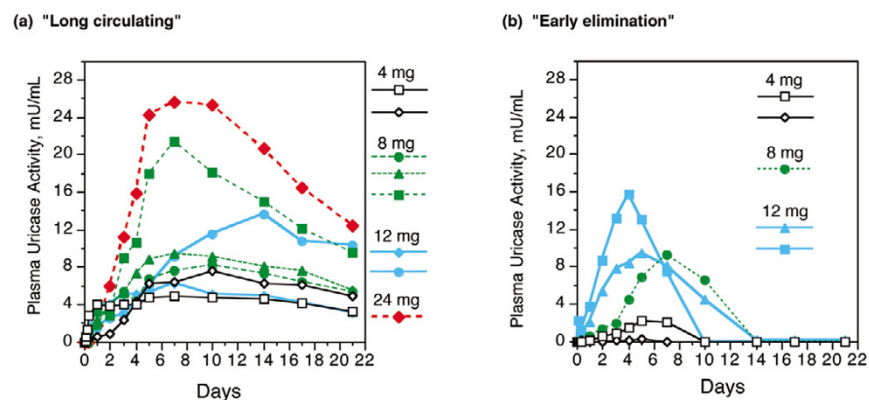 (a) "Long circulating"
Plasma Uricase Activity, mU/mL
28
24
20
16
12
8
4
0
0 2 4 6 8 10 12 14 16 18 20 22
Days
4 mg
8 mg
12 mg
24 mg
(b) "Early elimination"
Plasma Uricase Activity, mU/mL
28
24
20
16
12
8
4
0
0 2 4 6 8 10 12 14 16 18 20 22
Days
4 mg
8 mg
12 mg